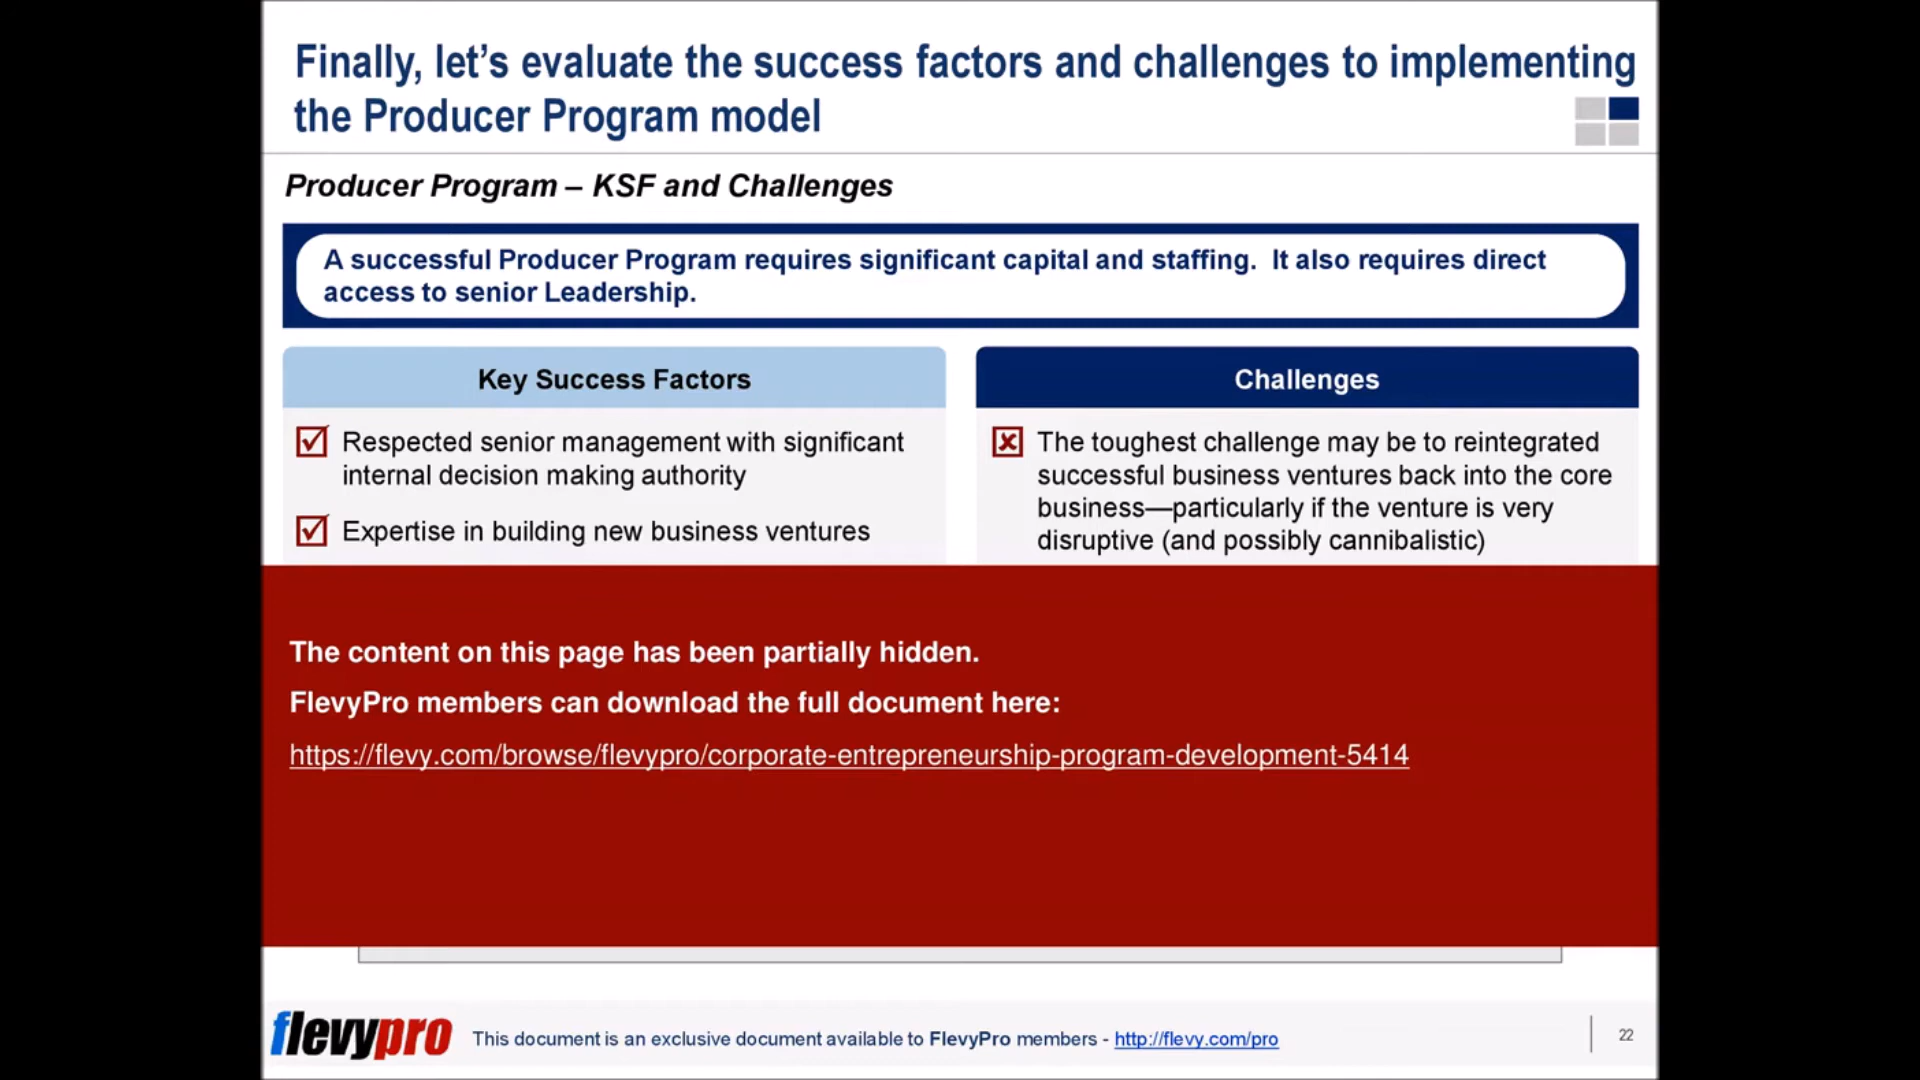 Finally, let’s evaluate the success factors and challenges to implementing
the Producer Program model
Producer Program – KSF and Challenges
A successful Producer Program requires significant capital and staffing.  It also requires direct
access to senior Leadership.
Key Success Factors
Respected senior management with significant
internal decision making authority
Expertise in building new business ventures
Challenges
The toughest challenge may be to reintegrated
successful business ventures back into the core
business—particularly if the venture is very
disruptive (and possibly cannibalistic)
The content on this page has been partially hidden.
FlevyPro members can download the full document here:
https://flevy.com/browse/flevypro/corporate-entrepreneurship-program-development-5414
flevypro
This document is an exclusive document available to FlevyPro members - http://flevy.com/pro
22